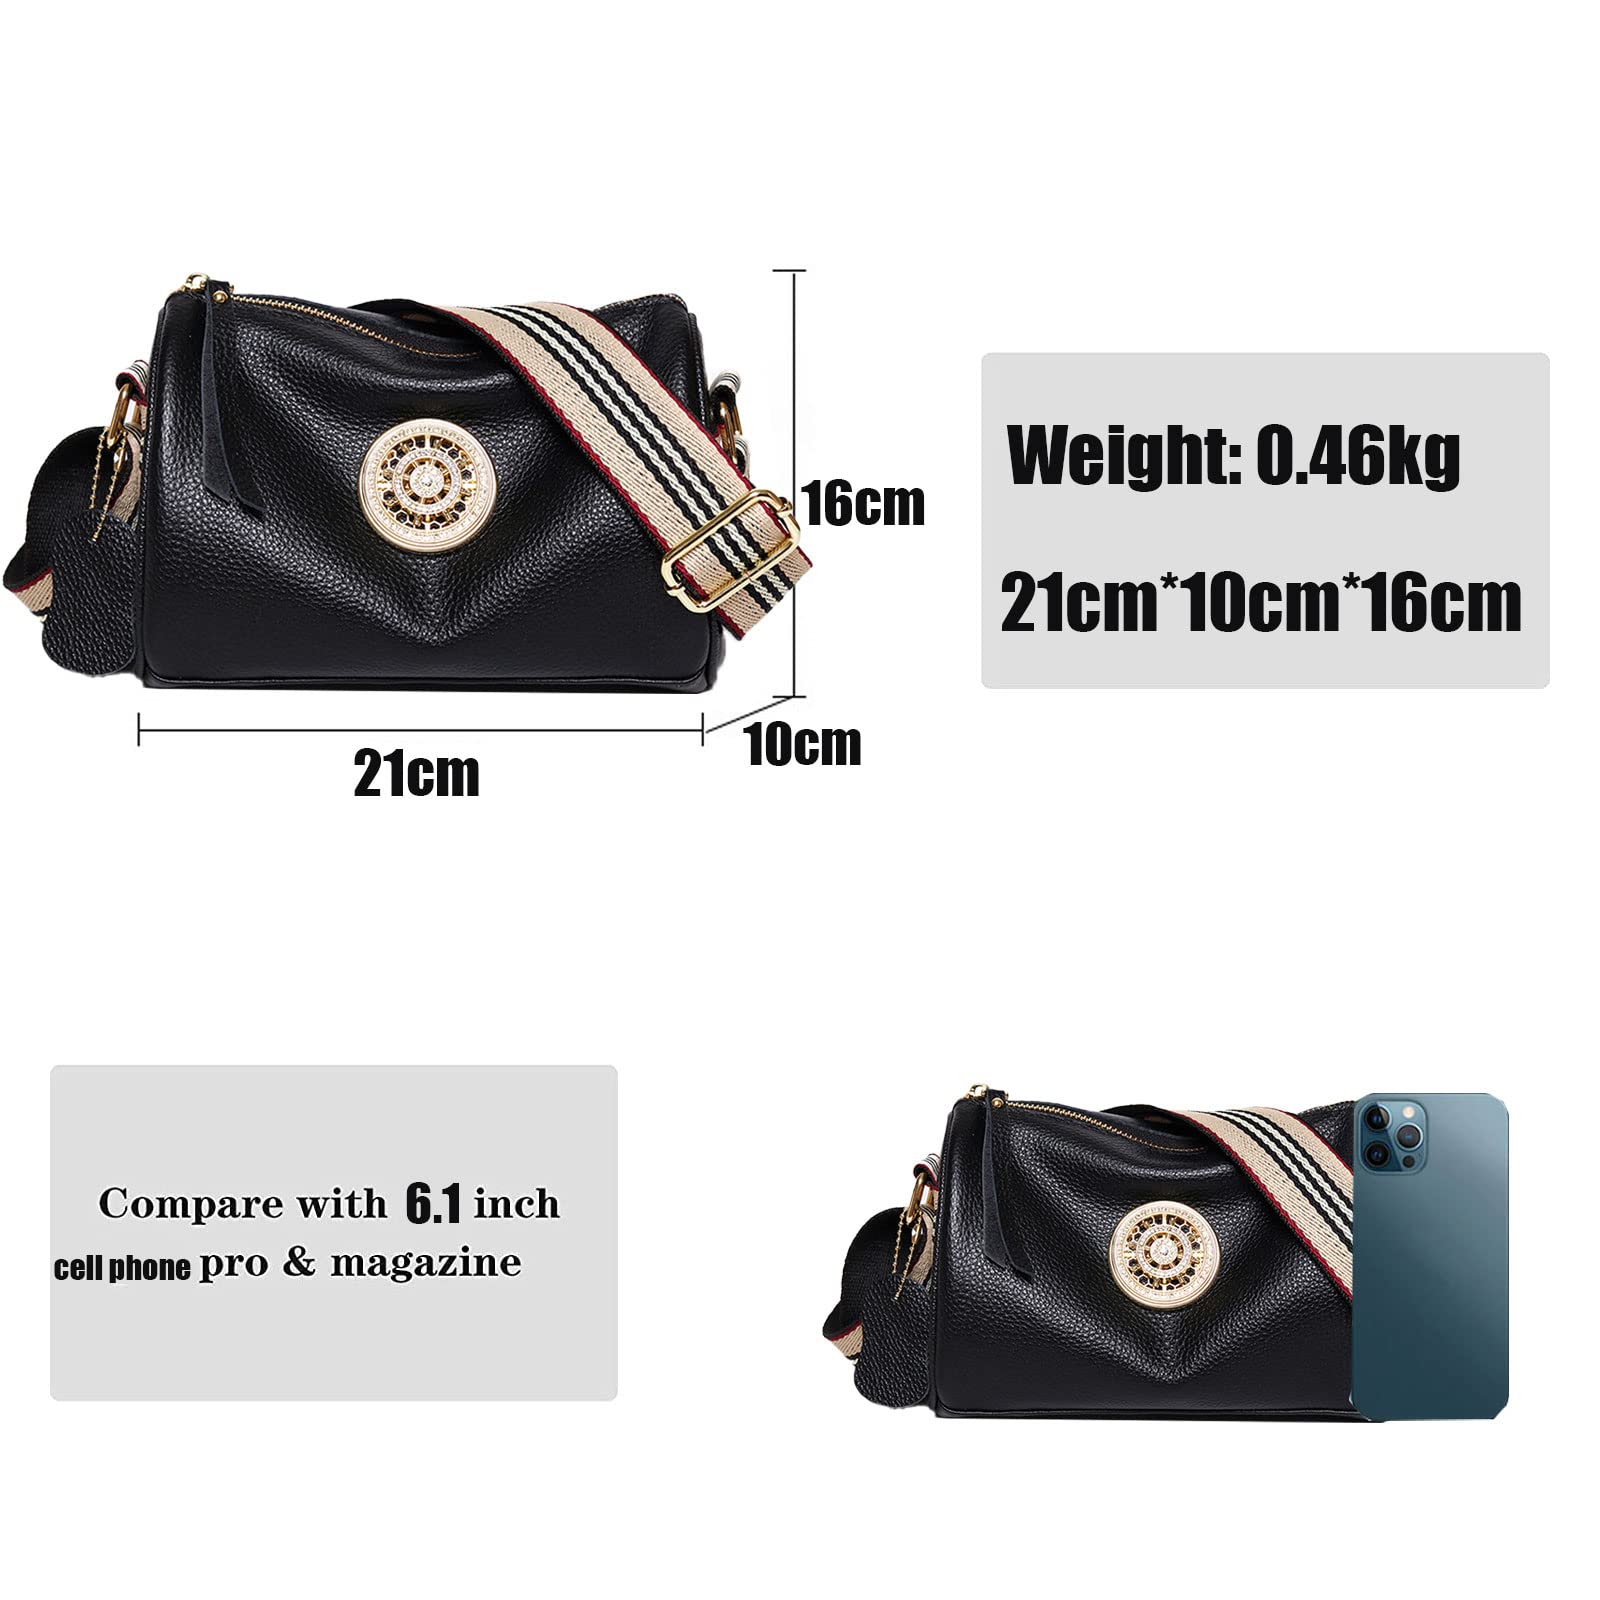 16cm
10cm
21cm
Weight: 0.46kg
21cm*10cm*16cm
Compare with 6.1 inch
cell phone pro & magazine